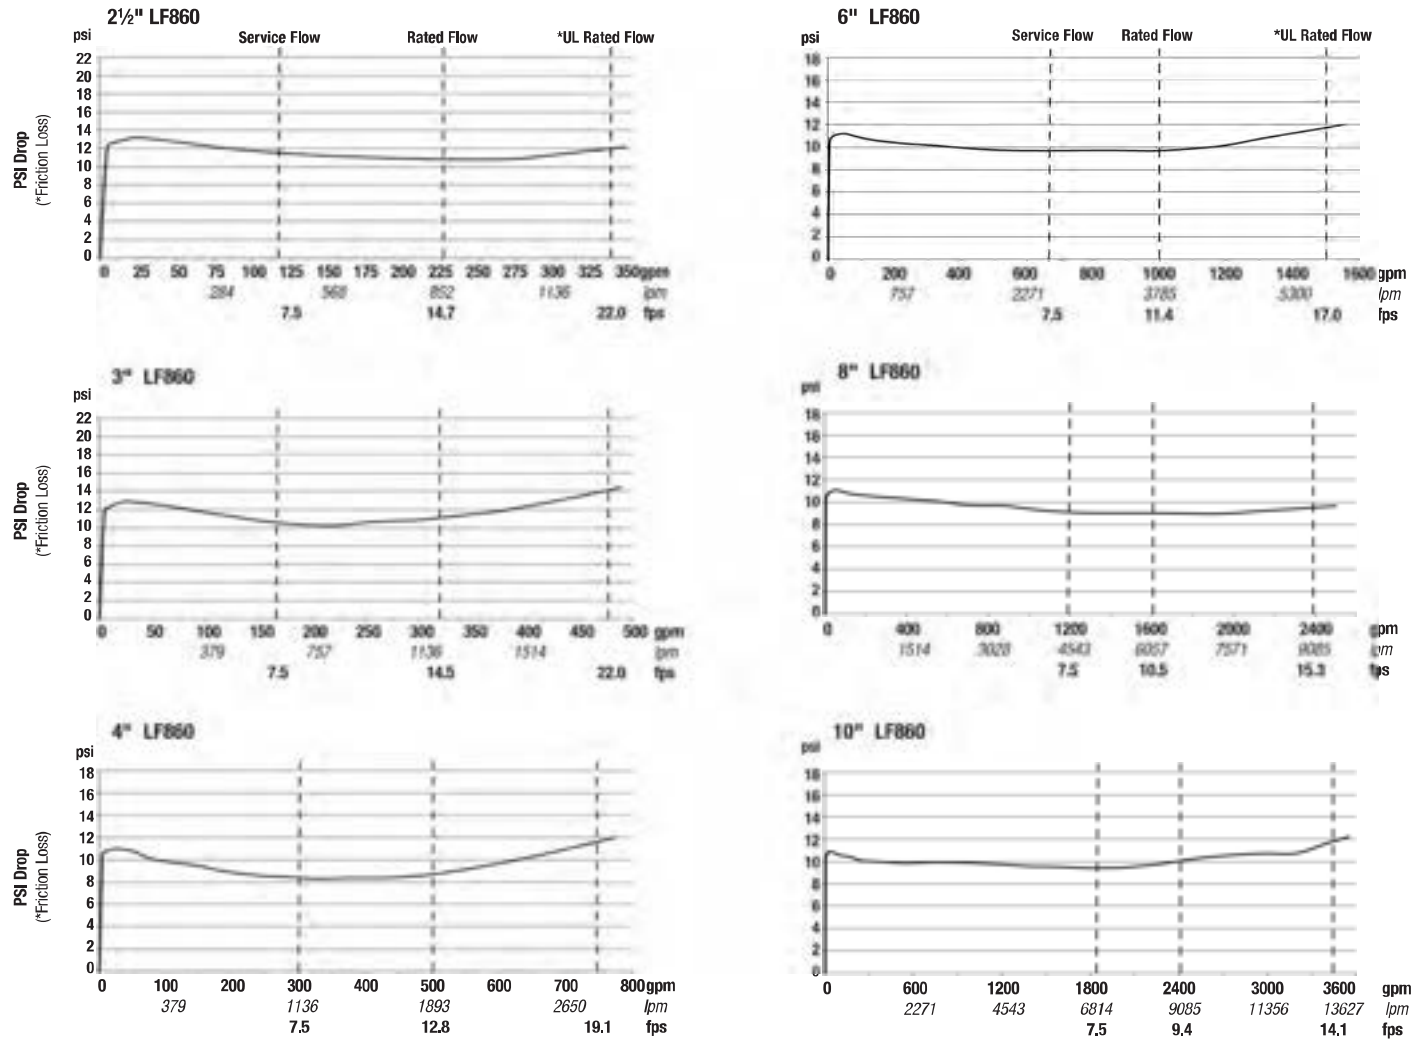 2½" LF860
psi
Service Flow Rated Flow *UL Rated Flow
PSI Drop
(*Friction Loss)
22
20
18
16
14
12
10
8
6
4
2
0
0 25 50 75 100 125 150 175 200 225 250 275 300 325 350gpm
284 568 852 1136 lpm
7.5 14.7 22.0 fps
3" LF860
psi
PSI Drop
(*Friction Loss)
22
20
18
16
14
12
10
8
6
4
2
0
0 50 100 150 200 250 300 350 400 450 500 gpm
379 757 1136 1514 lpm
7.5 14.5 22.0 fps
4" LF860
psi
PSI Drop
(*Friction Loss)
18
16
14
12
10
8
6
4
2
0
0 100 200 300 400 500 600 700 800gpm
379 1136 1893 2650 lpm
7.5 12.8 19.1 fps
6" LF860
psi
Service Flow Rated Flow *UL Rated Flow
18
16
14
12
10
8
6
4
2
0
0 200 400 600 800 1000 1200 1400 1600 gpm
757 2271 3785 5300 lpm
7.5 11.4 17.0 fps
8" LF860
psi
18
16
14
12
10
8
6
4
2
0
0 400 800 1200 1600 2000 2400 gpm
1514 3028 4543 6057 7571 9085 lpm
7.5 10.5 15.3 fps
10" LF860
psi
18
16
14
12
10
8
6
4
2
0
0 600 1200 1800 2400 3000 3600 gpm
2271 4543 6814 9085 11356 13627 lpm
7.5 9.4 14.1 fps